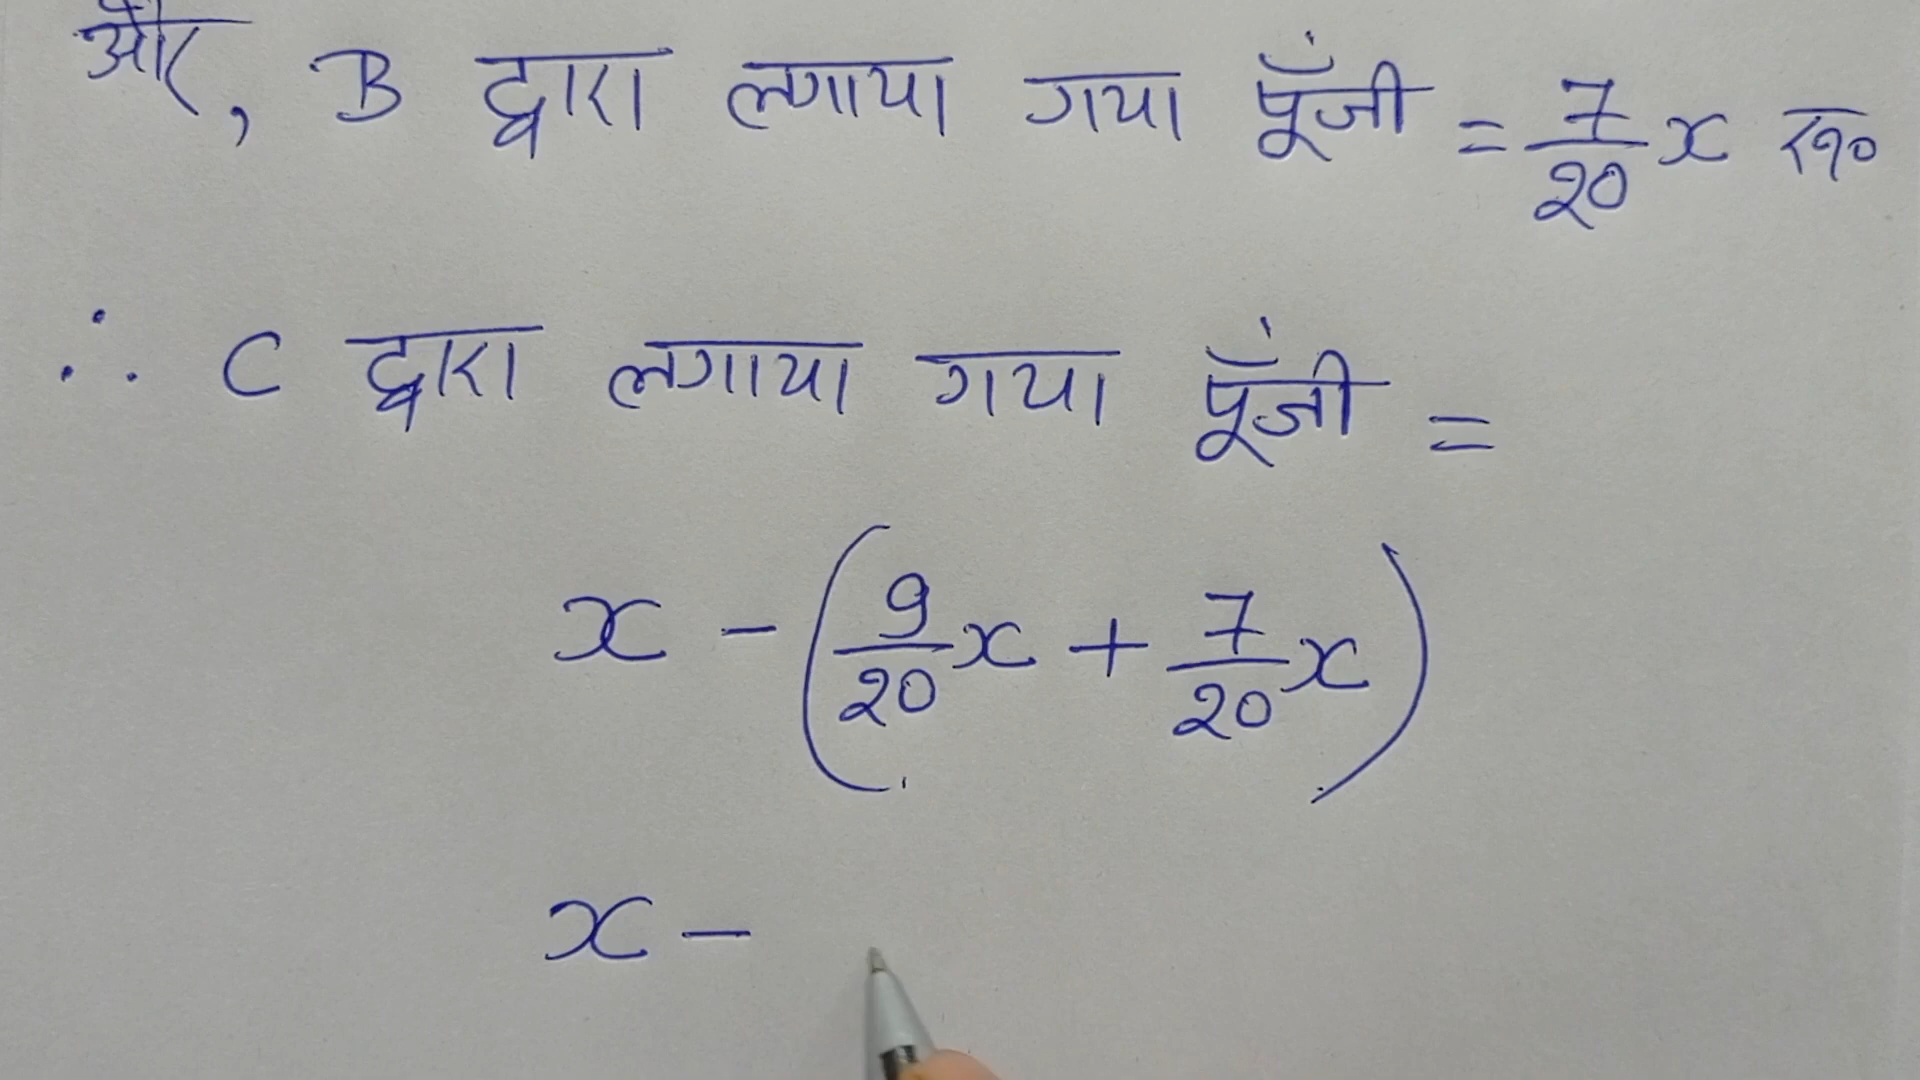 और, B द्वारा लगाया गया पूँजी = 7/20 x रु०
∴ C द्वारा लगाया गया पूँजी =
x - (9/20 x + 7/20 x)
x -